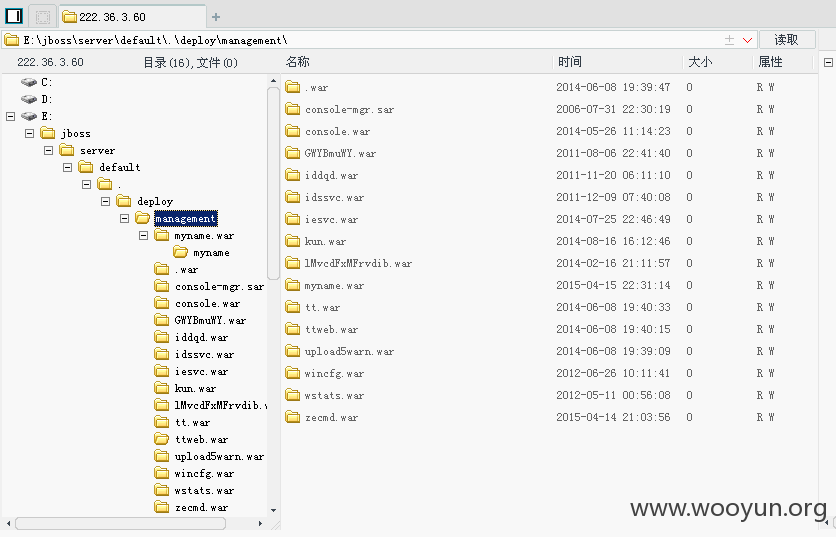 222.36.3.60
E:\jboss\server\default\.\deploy\management\ 读取
222.36.3.60 目录(16),文件(0) 名称 时间 大小 属性
C:
D:
E:
jboss
server
default
.
deploy
management
myname.war
myname
.war
console-mgr.sar
console.war
GWYBmuWY.war
iddqd.war
idssvc.war
iesvc.war
kun.war
lMvcdFxMFrvdib.w
tt.war
ttweb.war
upload5warn.war
wincfg.war
wstats.war
zecmd.war
.war 2014-06-08 19:39:47 0 R W
console-mgr.sar 2006-07-31 22:30:19 0 R W
console.war 2014-05-26 11:14:23 0 R W
GWYBmuWY.war 2011-08-06 22:41:40 0 R W
iddqd.war 2011-11-20 06:11:10 0 R W
idssvc.war 2011-12-09 07:40:08 0 R W
iesvc.war 2014-07-25 22:46:49 0 R W
kun.war 2014-08-16 16:12:46 0 R W
lMvcdFxMFrvdib.war 2014-02-16 21:11:57 0 R W
myname.war 2015-04-15 22:31:14 0 R W
tt.war 2014-06-08 19:40:33 0 R W
ttweb.war 2014-06-08 19:40:15 0 R W
upload5warn.war 2014-06-08 19:39:09 0 R W
wincfg.war 2012-06-26 10:11:41 0 R W
wstats.war 2012-05-11 00:56:08 0 R W
zecmd.war 2015-04-14 21:03:56 0 R W
www.wooyun.org